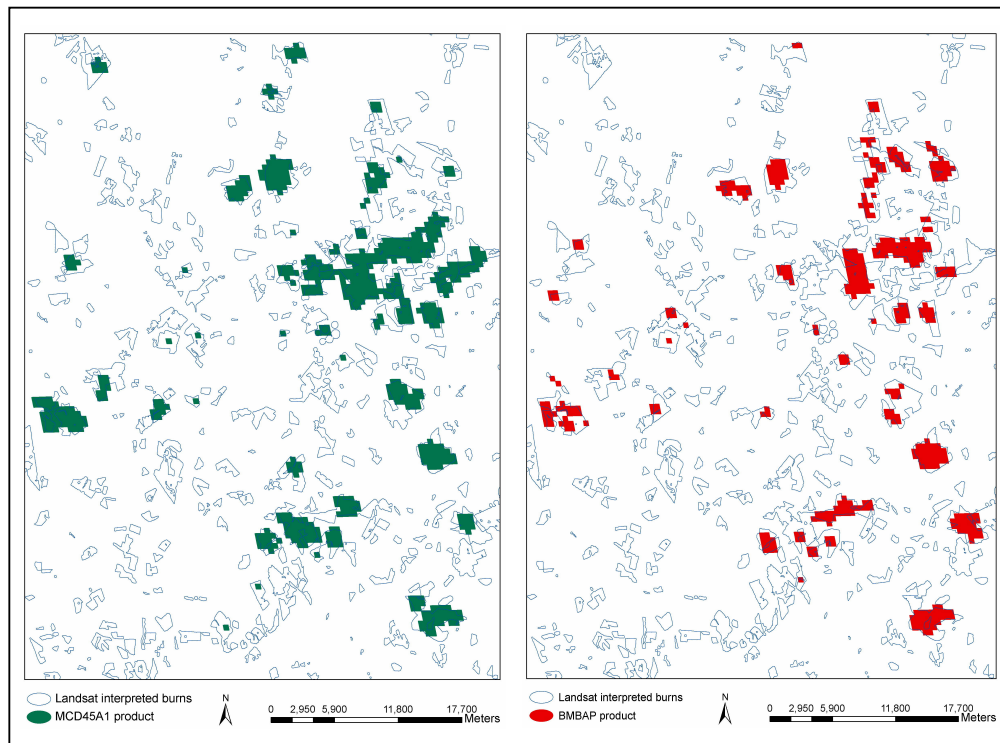 Landsat interpreted burns
MCD45A1 product
N
0 2,950 5,900 11,800 17,700
Meters
Landsat interpreted burns
BMBAP product
N
0 2,950 5,900 11,800 17,700
Meters